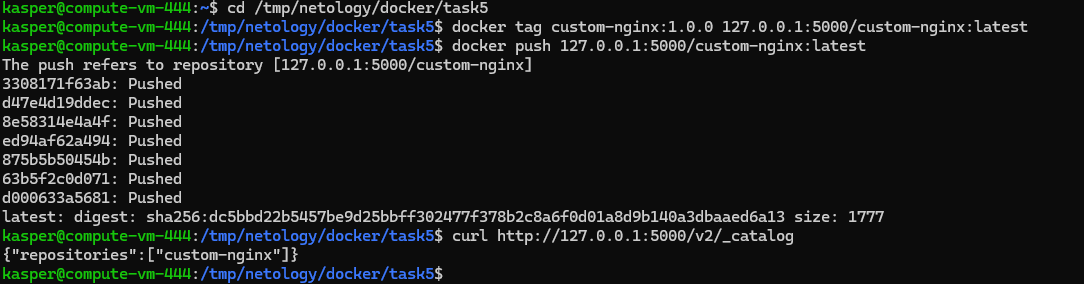 kasper@compute-vm-444:~$ cd /tmp/netology/docker/task5
kasper@compute-vm-444:/tmp/netology/docker/task5$ docker tag custom-nginx:1.0.0 127.0.0.1:5000/custom-nginx:latest
kasper@compute-vm-444:/tmp/netology/docker/task5$ docker push 127.0.0.1:5000/custom-nginx:latest
The push refers to repository [127.0.0.1:5000/custom-nginx]
3308171f63ab: Pushed
d47e4d19ddec: Pushed
8e58314e4a4f: Pushed
ed94af62a494: Pushed
875b5b50454b: Pushed
63b5f2c0d071: Pushed
d000633a5681: Pushed
latest: digest: sha256:dc5bbd22b5457be9d25bbff302477f378b2c8a6f0d01a8d9b140a3dbaaed6a13 size: 1777
kasper@compute-vm-444:/tmp/netology/docker/task5$ curl http://127.0.0.1:5000/v2/_catalog
{"repositories":["custom-nginx"]}
kasper@compute-vm-444:/tmp/netology/docker/task5$